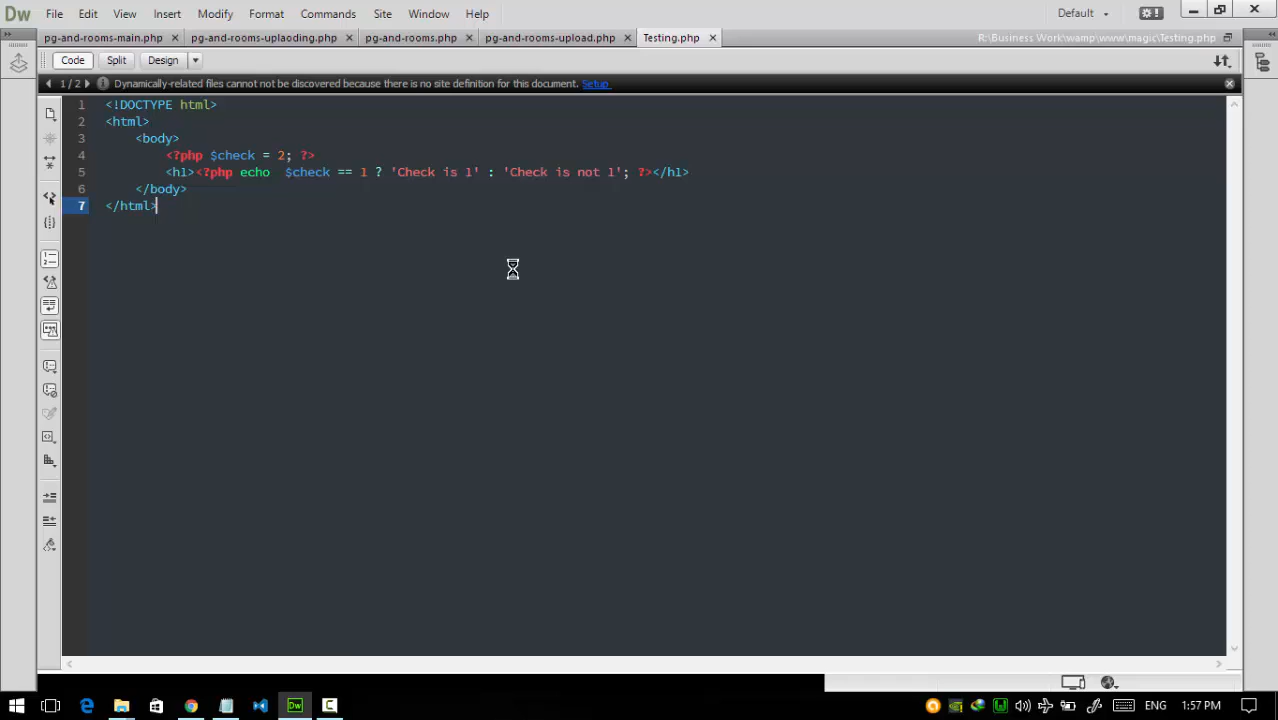 Dw File Edit View Insert Modify Format Commands Site Window Help Default
pg-and-rooms-main.php pg-and-rooms-uplaoding.php pg-and-rooms.php pg-and-rooms-upload.php Testing.php R:\Business Work\wamp\www\magic\Testing.php
Code Split Design
1 / 2 Dynamically-related files cannot be discovered because there is no site definition for this document. Setup
1 <!DOCTYPE html>
2 <html>
3 <body>
4 <?php $check = 2; ?>
5 <h1><?php echo  $check == 1 ? 'Check is 1' : 'Check is not 1'; ?></h1>
6 </body>
7 </html>
Dw ENG 1:57 PM